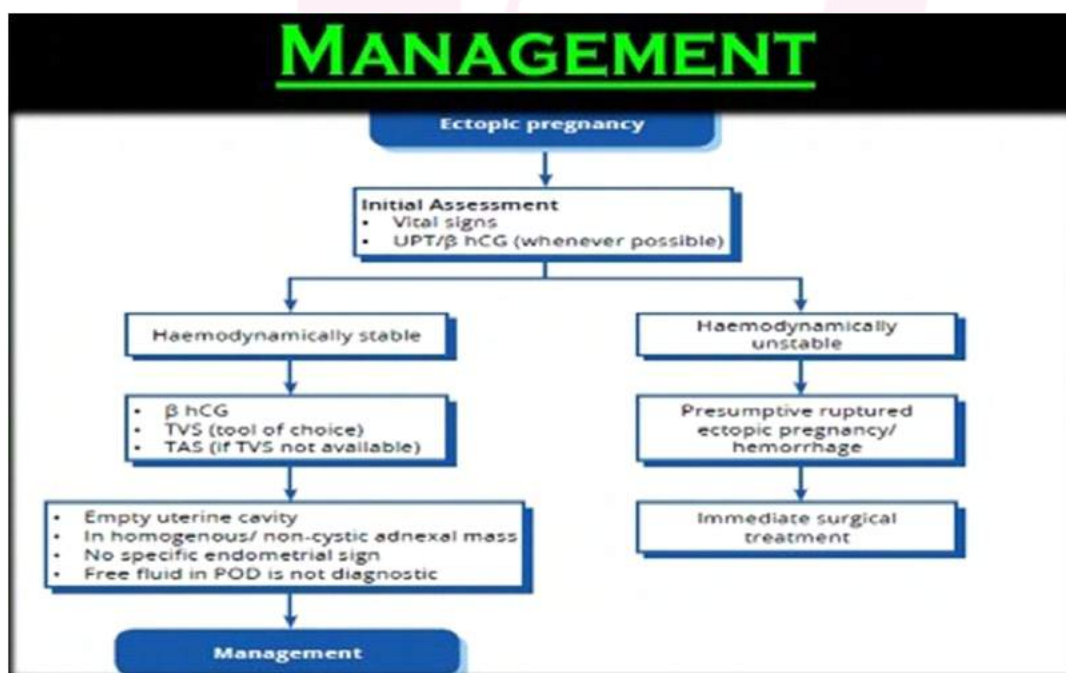 MANAGEMENT
Ectopic pregnancy
Initial Assessment
• Vital signs
• UPT/β hCG (whenever possible)
Haemodynamically stable
• β hCG
• TVS (tool of choice)
• TAS (if TVS not available)
• Empty uterine cavity
• In homogenous/ non-cystic adnexal mass
• No specific endometrial sign
• Free fluid in POD is not diagnostic
Management
Haemodynamically
unstable
Presumptive ruptured
ectopic pregnancy/
hemorrhage
Immediate surgical
treatment